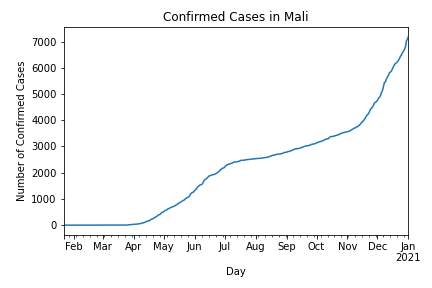 Confirmed Cases in Mali
Number of Confirmed Cases
7000
6000
5000
4000
3000
2000
1000
0
Feb Mar Apr May Jun Jul Aug Sep Oct Nov Dec Jan
2021
Day